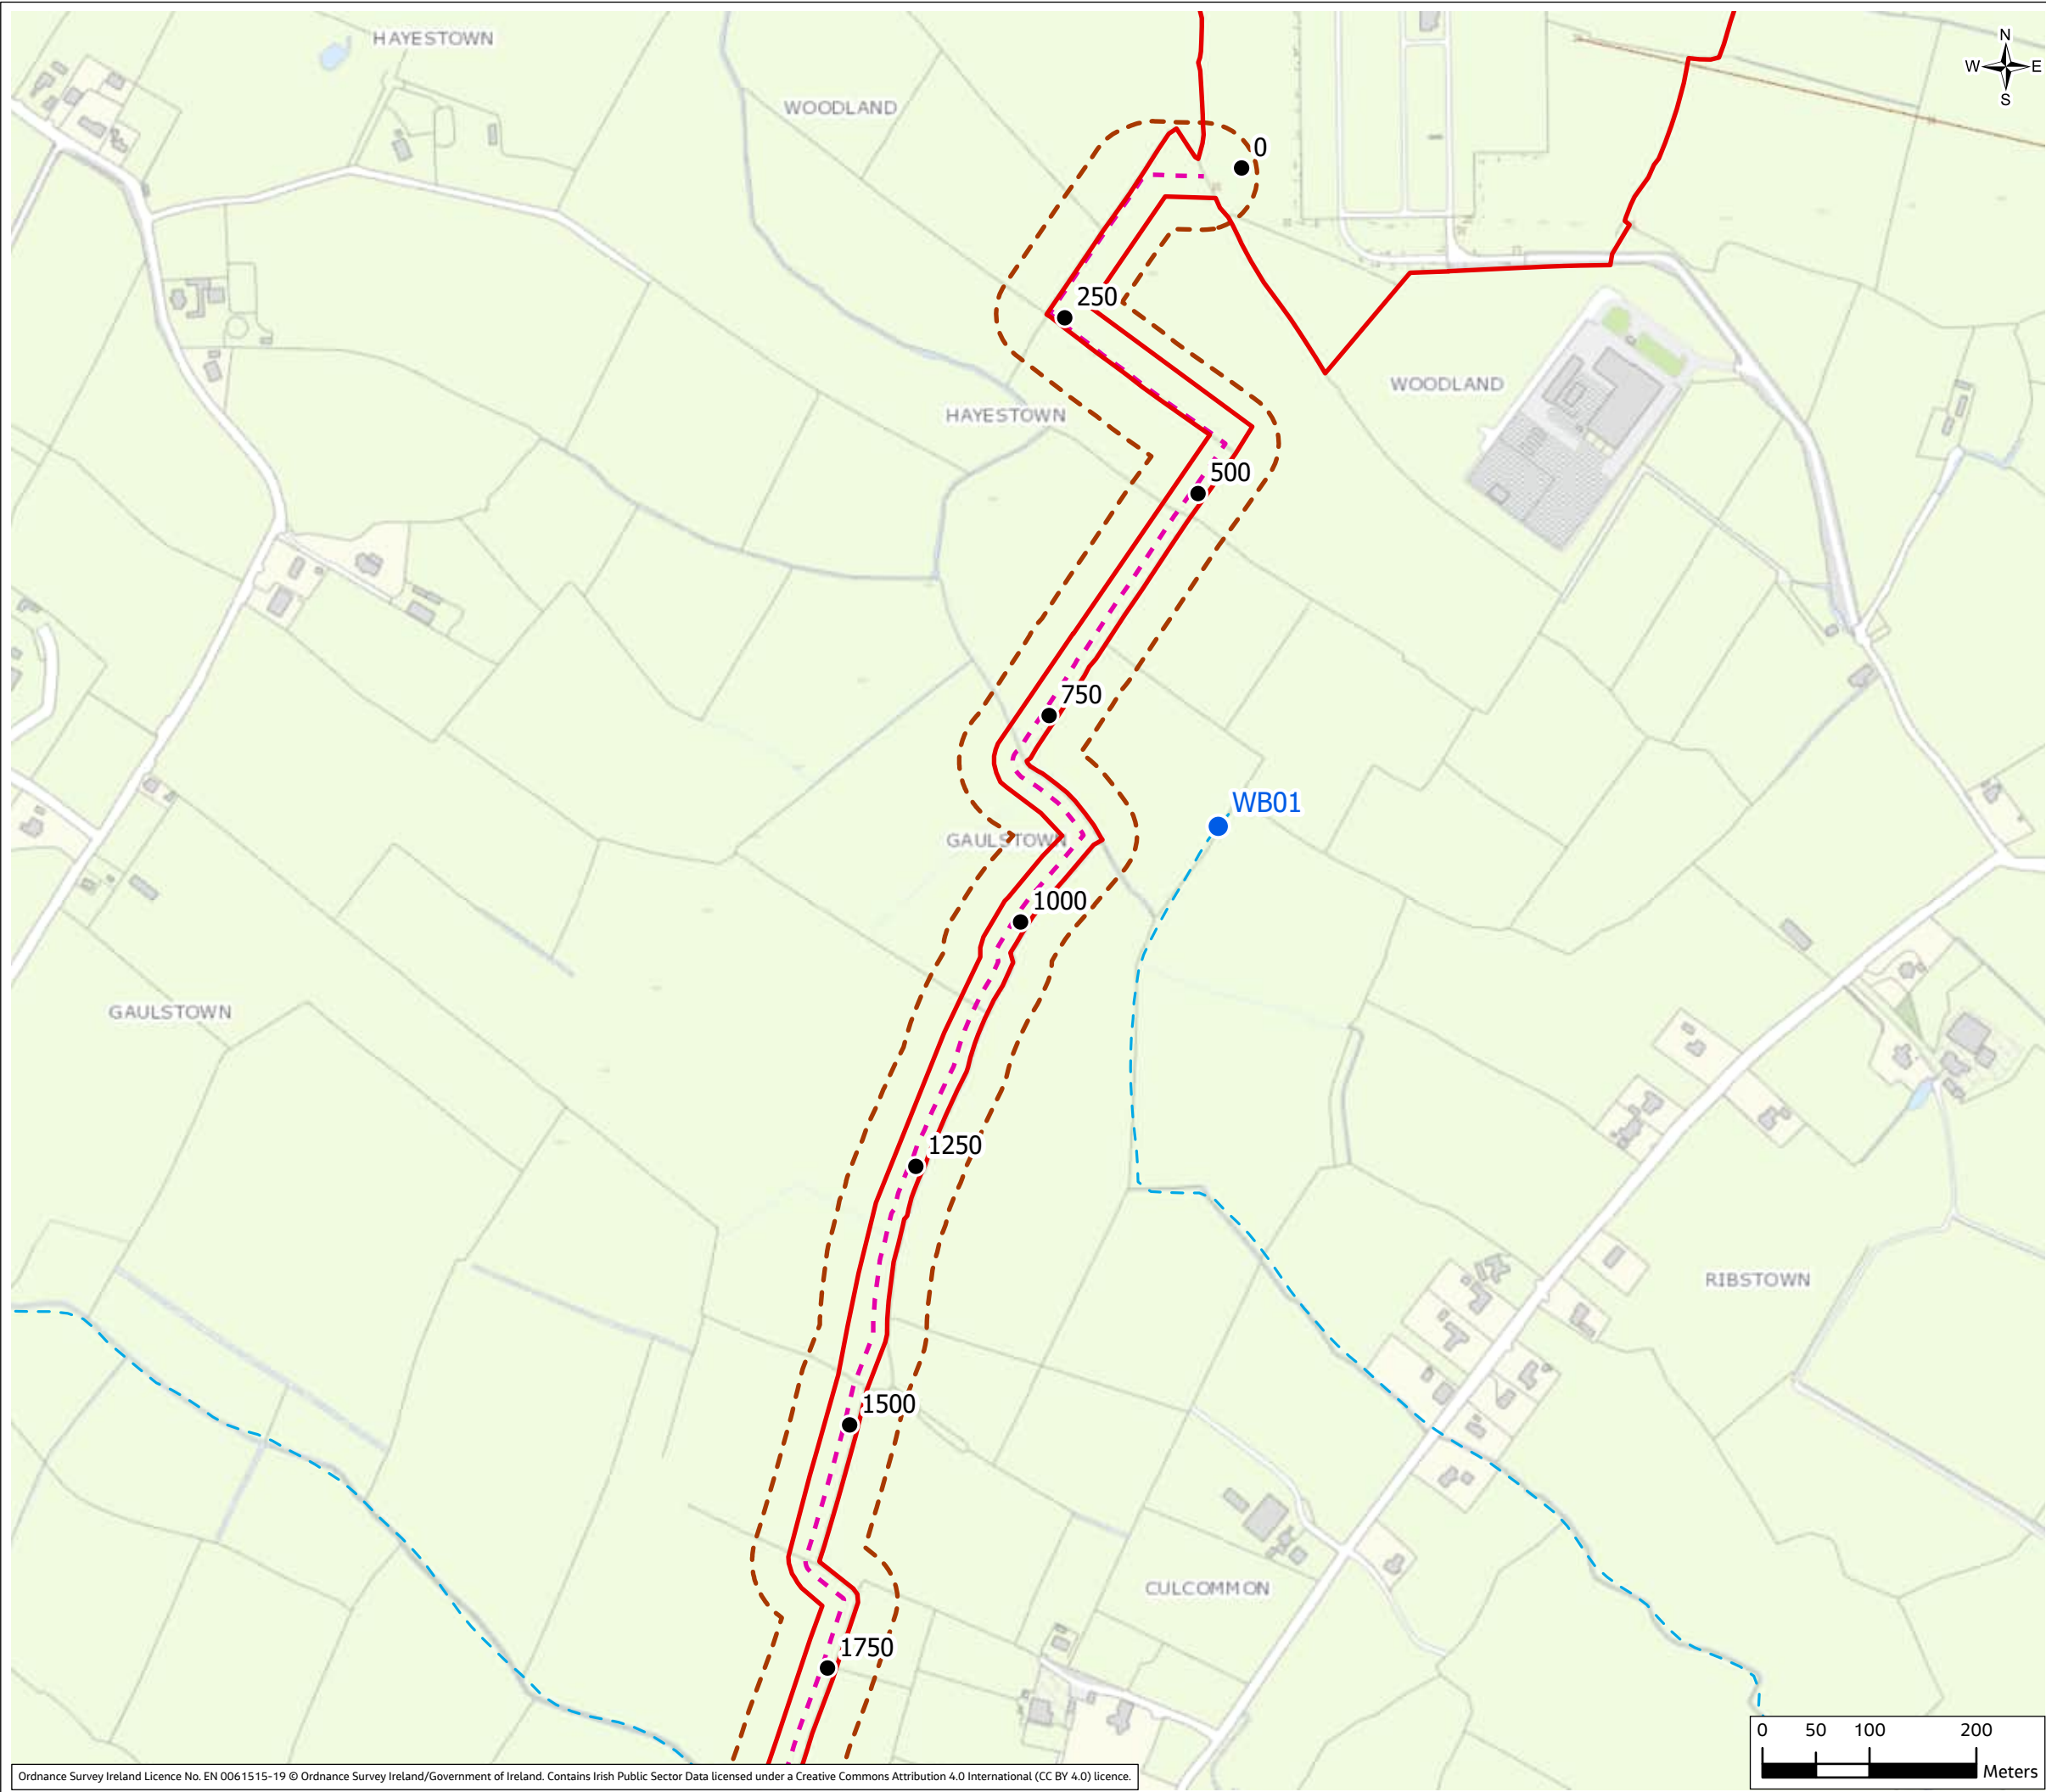 HAYESTOWN
N
W E
S
WOODLAND
0
250
WOODLAND
HAYESTOWN
500
750
WB01
GAULSTOWN
1000
GAULSTOWN
1250
RIBSTOWN
1500
CULCOMMON
1750
0 50 100 200
Meters
Ordnance Survey Ireland Licence No. EN 0061515-19 © Ordnance Survey Ireland/Government of Ireland. Contains Irish Public Sector Data licensed under a Creative Commons Attribution 4.0 International (CC BY 4.0) licence.